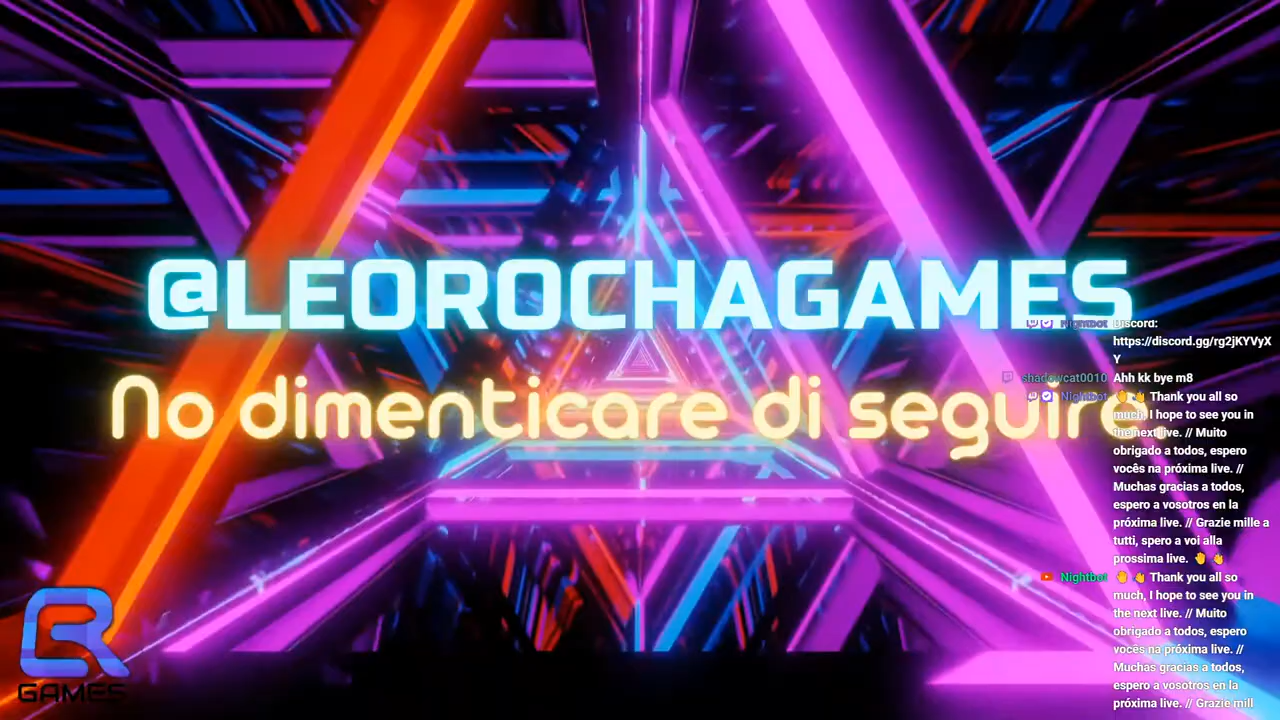 @LEOROCHAGAMES
No dimenticare di seguire
Nightbot Discord:
https://discord.gg/rg2jKYVyX
Y
shadowcat0010 Ahh kk bye m8
Nightbot 👋 👋 Thank you all so
much, I hope to see you in
the next live. // Muito
obrigado a todos, espero
vocês na próxima live. //
Muchas gracias a todos,
espero a vosotros en la
próxima live. // Grazie mille a
tutti, spero a voi alla
prossima live. 👋 👋
Nightbot 👋 👋 Thank you all so
much, I hope to see you in
the next live. // Muito
obrigado a todos, espero
vocês na próxima live. //
Muchas gracias a todos,
espero a vosotros en la
próxima live. // Grazie mill
GAMES